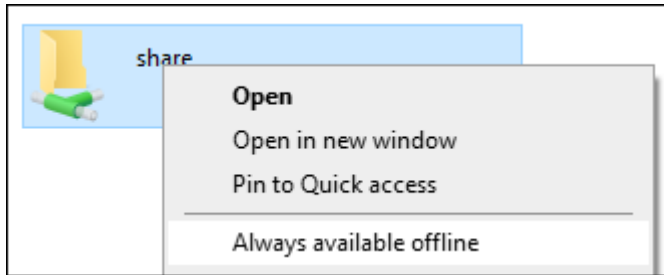 share
Open
Open in new window
Pin to Quick access
Always available offline